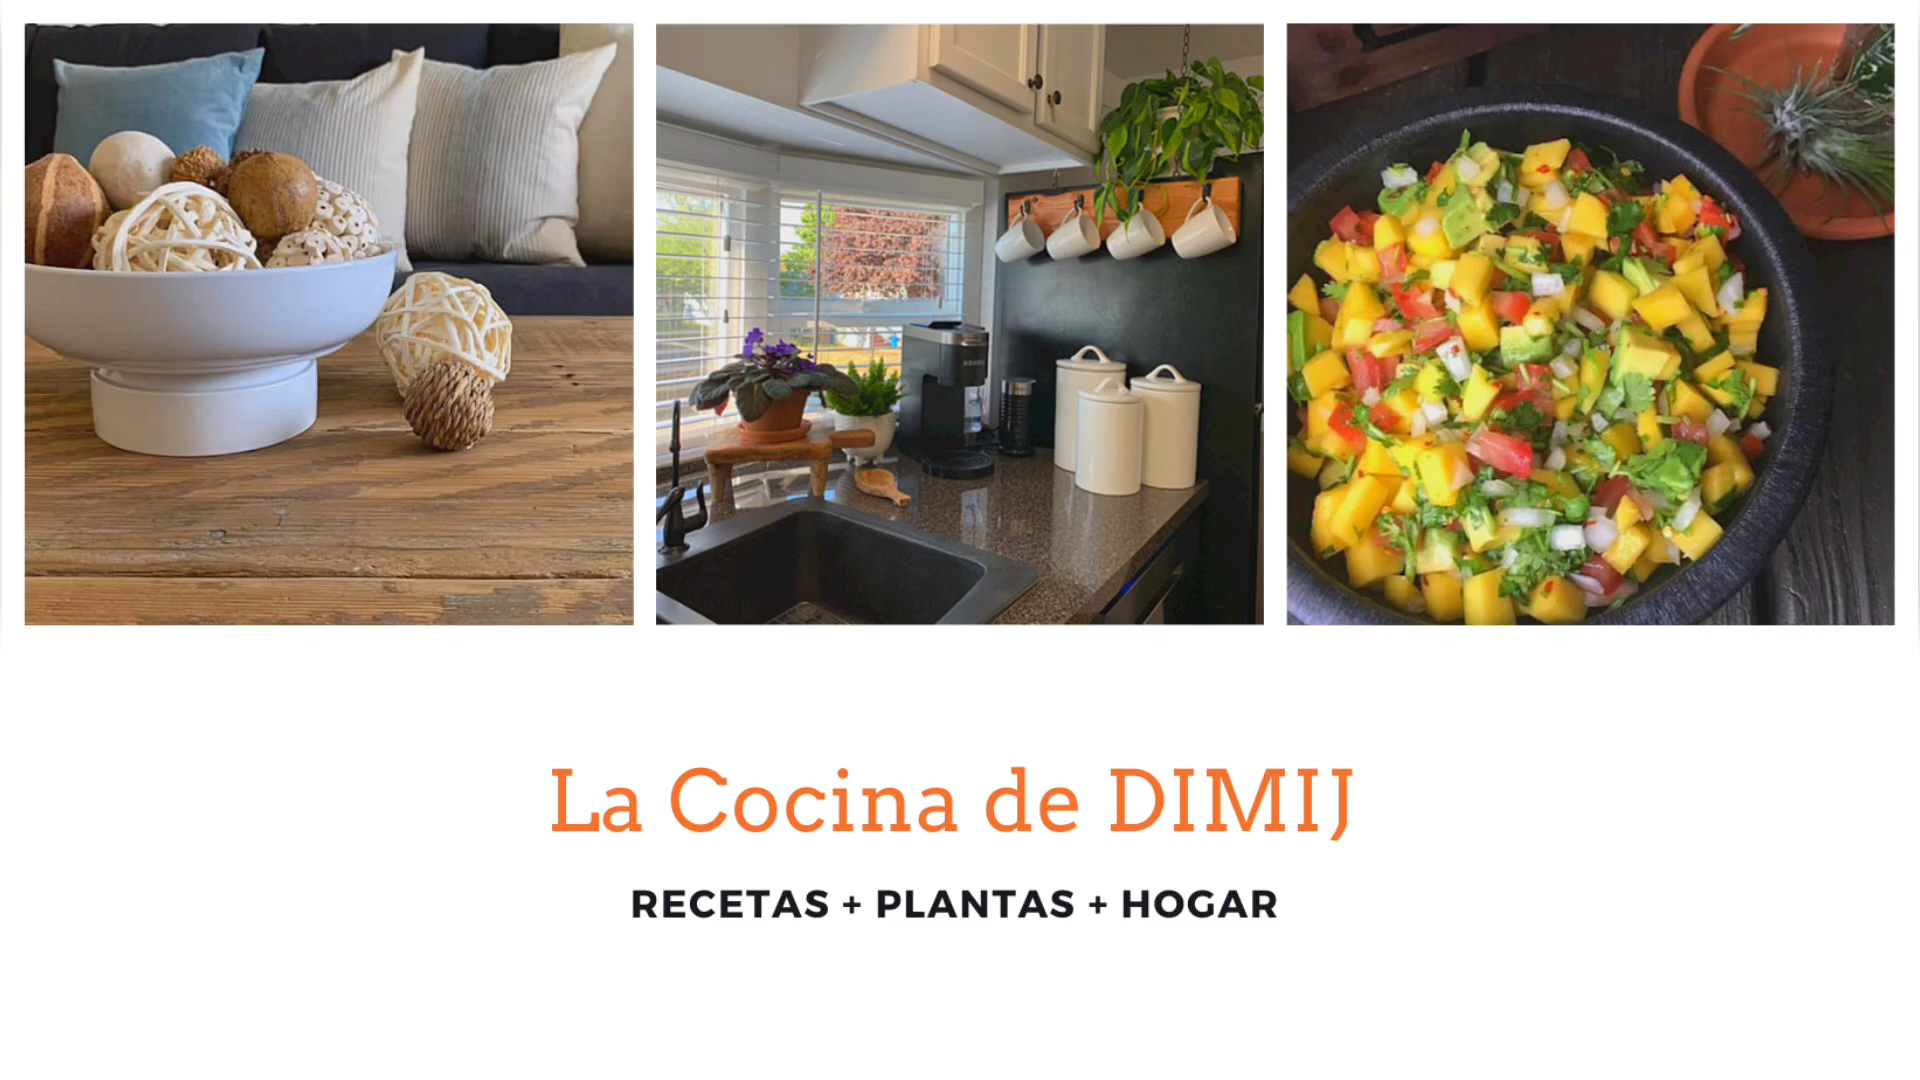 La Cocina de DIMIJ
RECETAS + PLANTAS + HOGAR